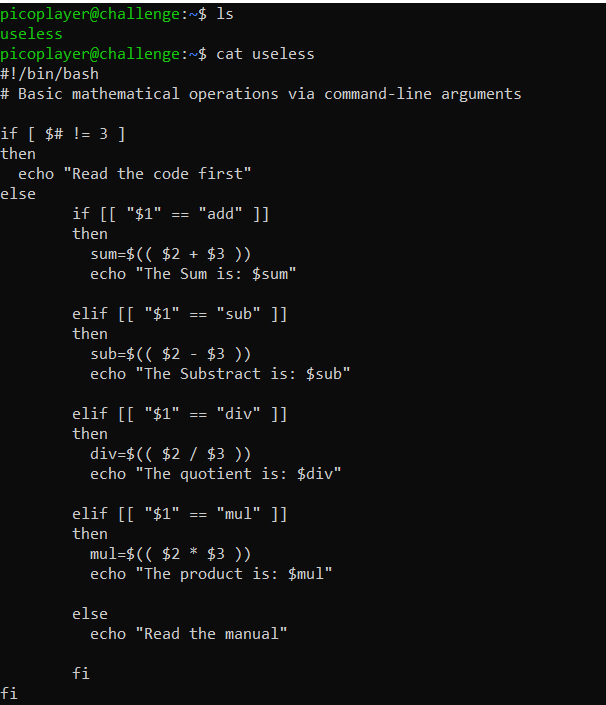 picoplayer@challenge:~$ ls
useless
picoplayer@challenge:~$ cat useless
#!/bin/bash
# Basic mathematical operations via command-line arguments

if [ $# != 3 ]
then
  echo "Read the code first"
else
        if [[ "$1" == "add" ]]
        then
          sum=$(( $2 + $3 ))
          echo "The Sum is: $sum"

        elif [[ "$1" == "sub" ]]
        then
          sub=$(( $2 - $3 ))
          echo "The Substract is: $sub"

        elif [[ "$1" == "div" ]]
        then
          div=$(( $2 / $3 ))
          echo "The quotient is: $div"

        elif [[ "$1" == "mul" ]]
        then
          mul=$(( $2 * $3 ))
          echo "The product is: $mul"

        else
          echo "Read the manual"

        fi
fi